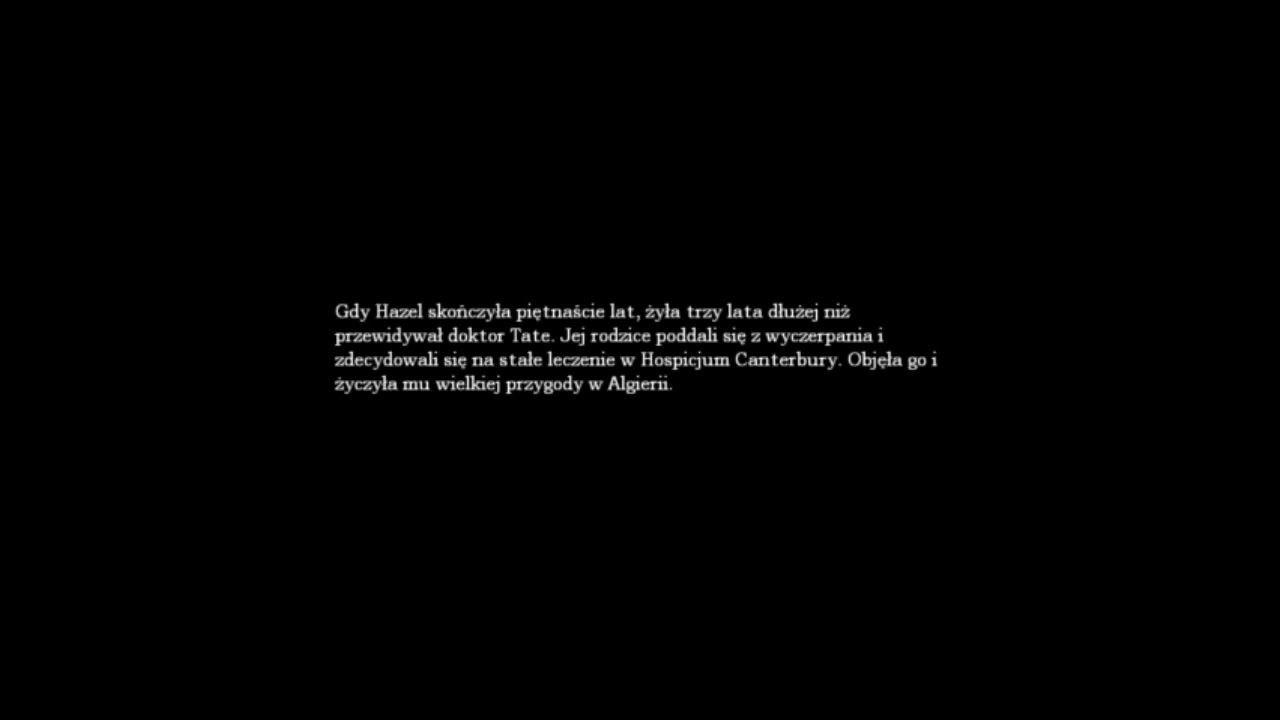 Gdy Hazel skończyła piętnaście lat, żyła trzy lata dłużej niż
przewidywał doktor Tate. Jej rodzice poddali się z wyczerpania i
zdecydowali się na stałe leczenie w Hospicjum Canterbury. Objęła go i
życzyła mu wielkiej przygody w Algierii.